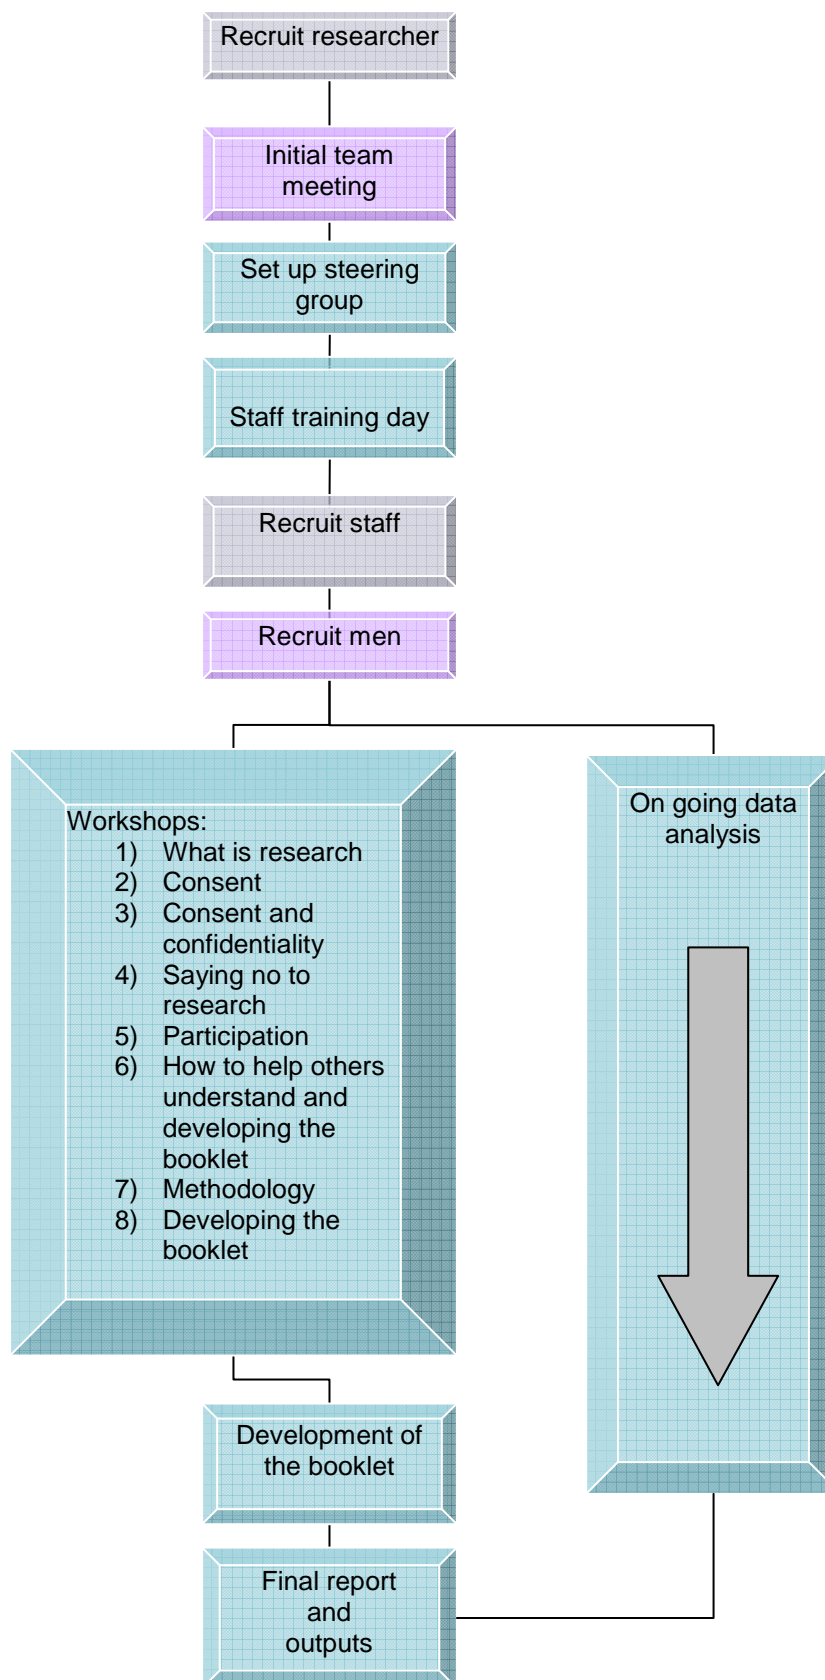 Recruit researcher
Initial team
meeting
Set up steering
group
Staff training day
Recruit staff
Recruit men
Workshops:
1) What is research
2) Consent
3) Consent and
confidentiality
4) Saying no to
research
5) Participation
6) How to help others
understand and
developing the
booklet
7) Methodology
8) Developing the
booklet
On going data
analysis
Development of
the booklet
Final report
and
outputs